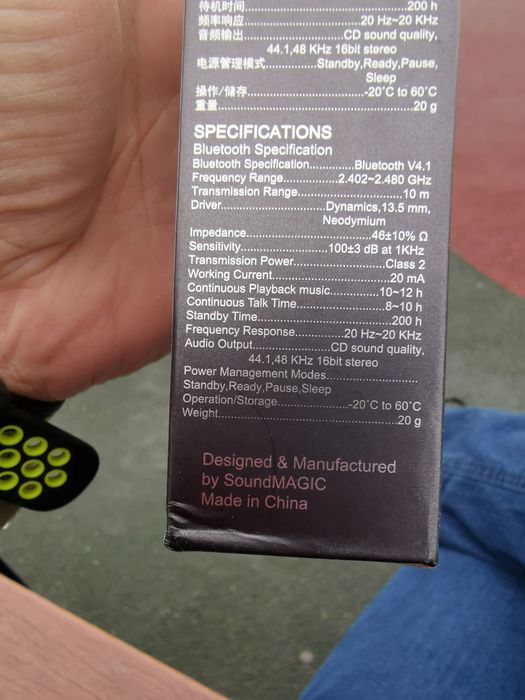 待机时间........................200 h
频率响应........................20 Hz~20 KHz
音频输出........................CD sound quality,
44.1,48 KHz 16bit stereo
电源管理模式...............Standby,Ready,Pause,
Sleep
操作/储存........................-20°C to 60°C
重量........................20 g
SPECIFICATIONS
Bluetooth Specification
Bluetooth Specification.............Bluetooth V4.1
Frequency Range................2.402~2.480 GHz
Transmission Range........................10 m
Driver........................Dynamics,13.5 mm,
Neodymium
Impedance........................46±10% Ω
Sensitivity........................100±3 dB at 1KHz
Transmission Power........................Class 2
Working Current........................20 mA
Continuous Playback music..............10~12 h
Continuous Talk Time........................8~10 h
Standby Time........................200 h
Frequency Response..............20 Hz~20 KHz
Audio Output........................CD sound quality,
44.1,48 KHz 16bit stereo
Power Management Modes........................
Standby,Ready,Pause,Sleep
Operation/Storage.....................-20°C to 60°C
Weight........................20 g
Designed & Manufactured
by SoundMAGIC
Made in China